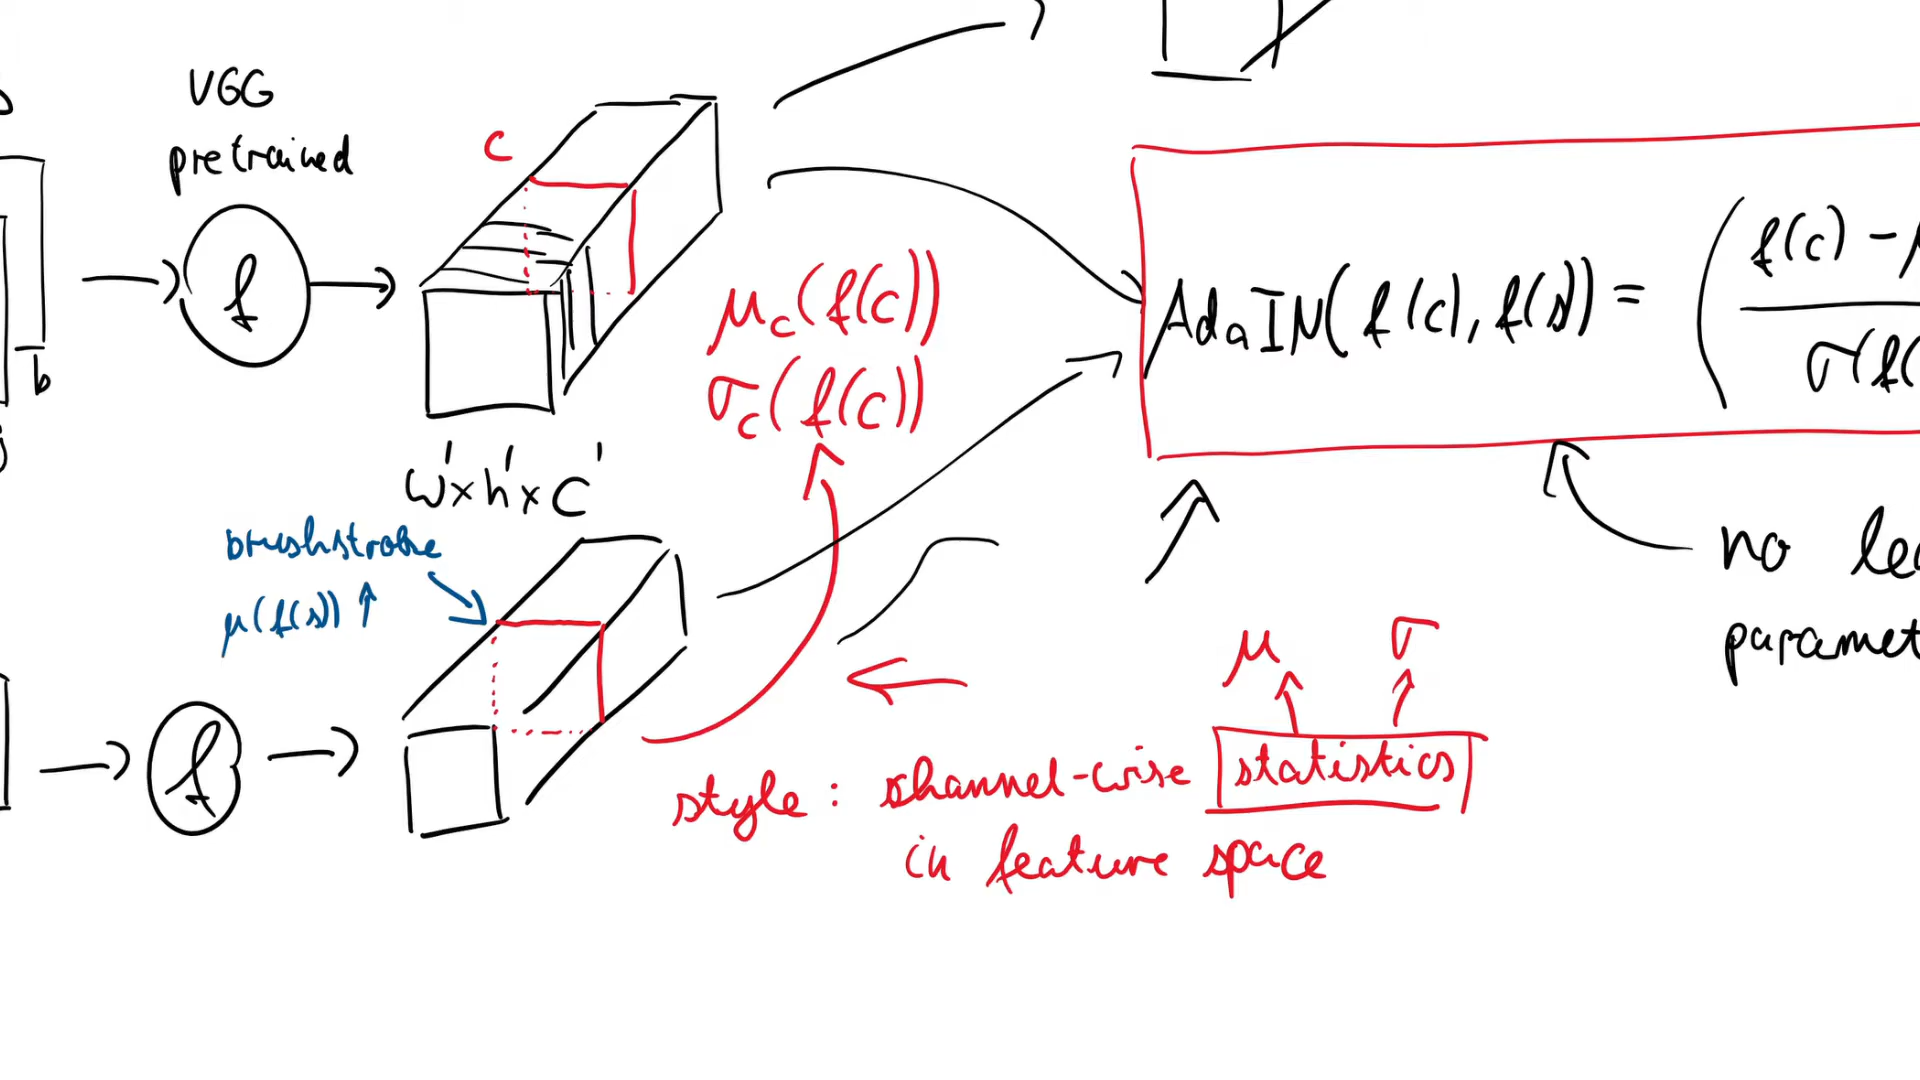 VGG
pretrained
c
f
b
w'×h'×c'
μc(f(c))
σc(f(c))
AdaIN(f(c), f(s)) = (f(c) -
σ(f(
brushstroke
μ(f(s)) ↑
no
paramet
μ σ
f
style: channel-wise statistics
in feature space